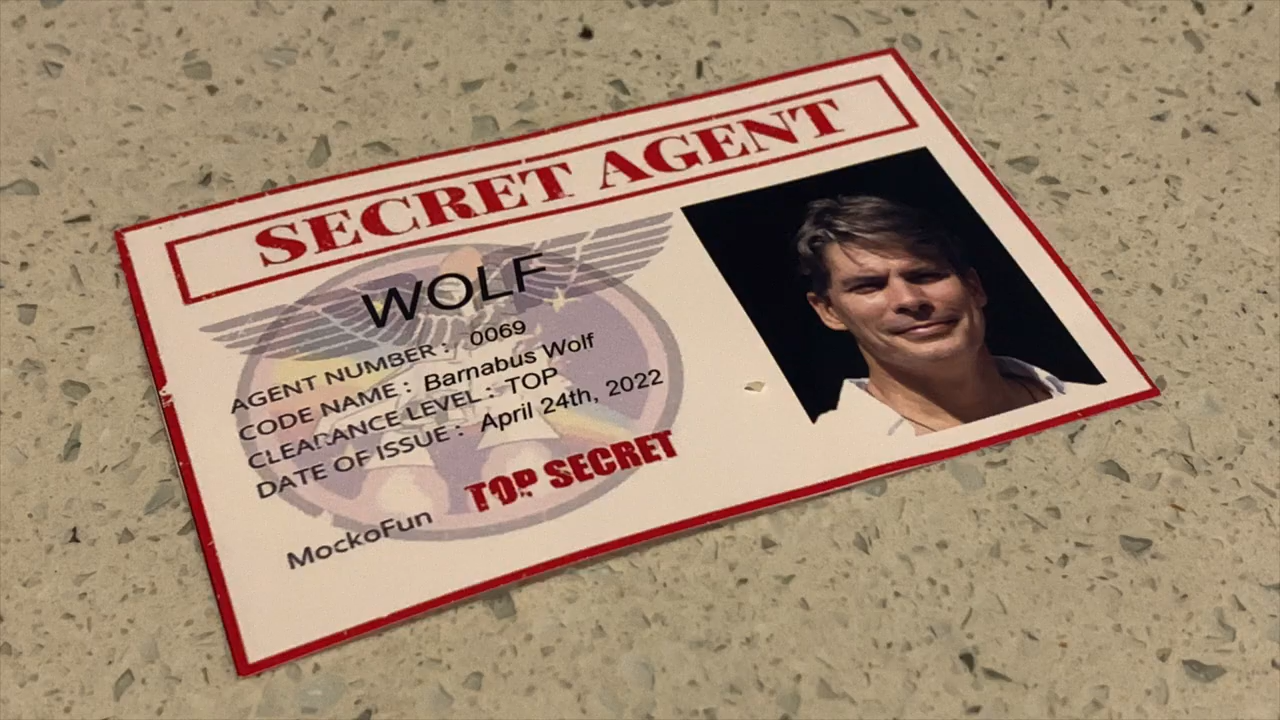 SECRET AGENT
WOLF
AGENT NUMBER : 0069
CODE NAME : Barnabus Wolf
CLEARANCE LEVEL : TOP
DATE OF ISSUE : April 24th, 2022
TOP SECRET
MockoFun